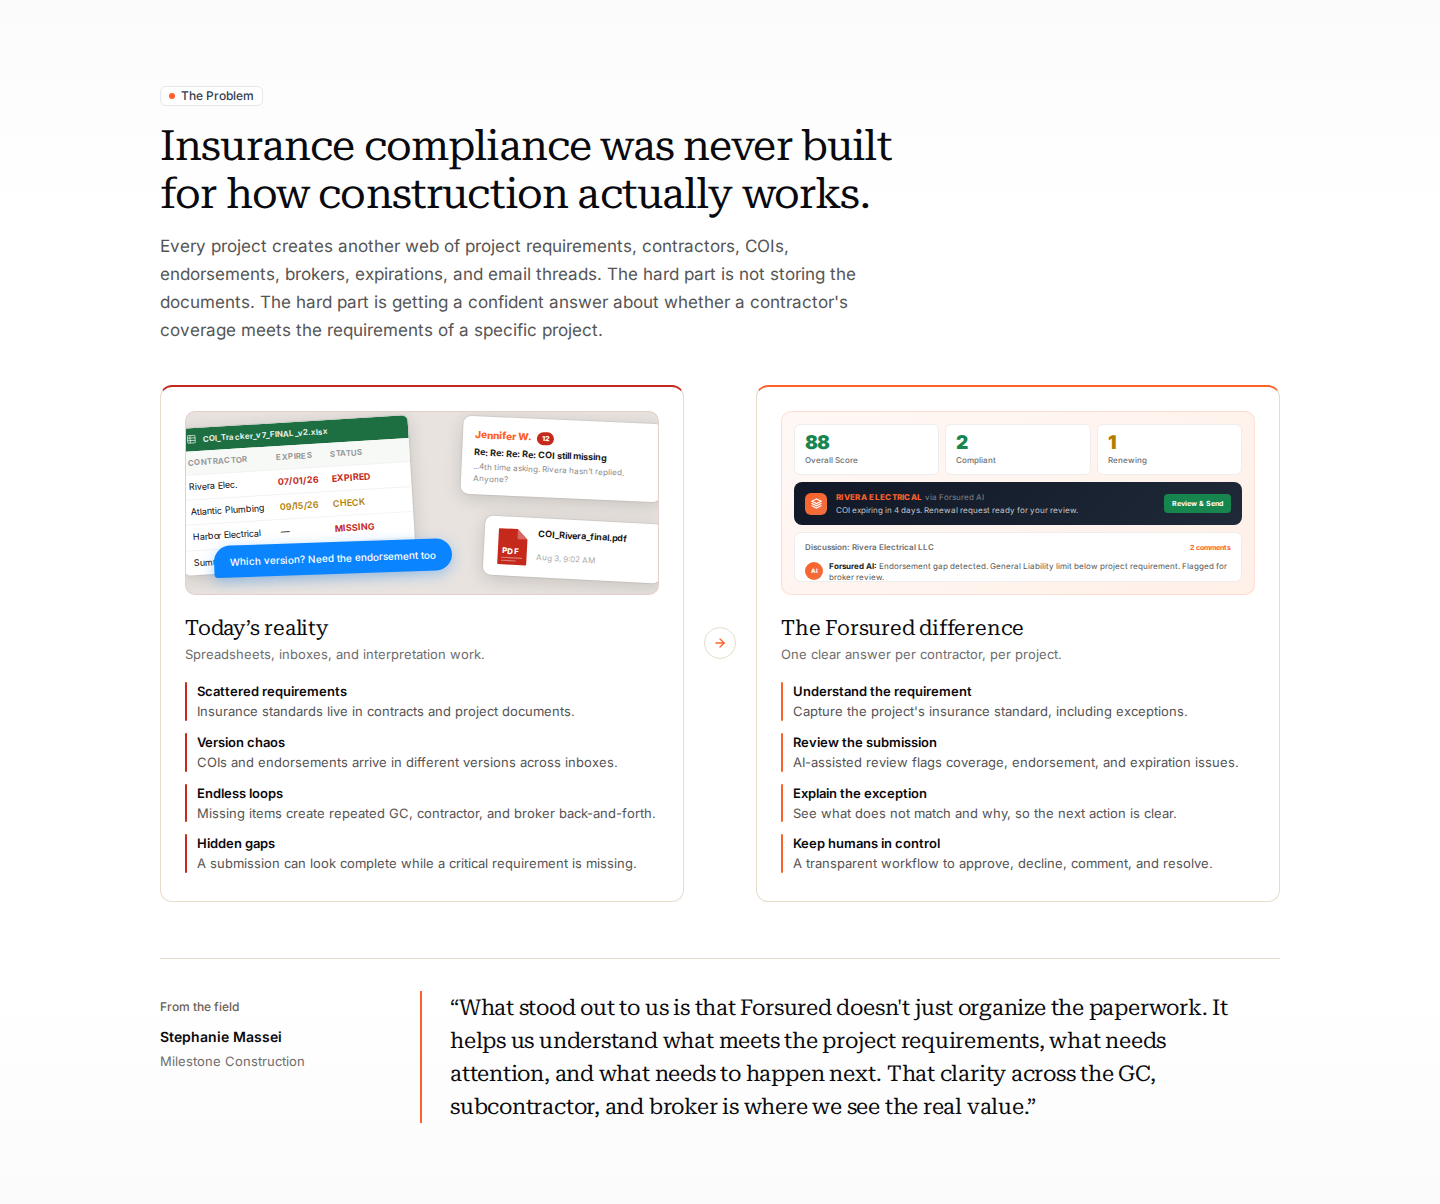 The Problem
Insurance compliance was never built
for how construction actually works.
Every project creates another web of project requirements, contractors, COIs,
endorsements, brokers, expirations, and email threads. The hard part is not storing the
documents. The hard part is getting a confident answer about whether a contractor's
coverage meets the requirements of a specific project.
COI_Tracker_v7_FINAL_v2.xlsx
CONTRACTOR EXPIRES STATUS
Rivera Elec. 07/01/26 EXPIRED
Atlantic Plumbing 09/15/26 CHECK
Harbor Electrical — MISSING
Which version? Need the endorsement too
Jennifer W. 12
Re: Re: Re: Re: COI still missing
...4th time asking. Rivera hasn't replied.
Anyone?
PDF
COI_Rivera_final.pdf
Aug 3, 9:02 AM
Today’s reality
Spreadsheets, inboxes, and interpretation work.
Scattered requirements
Insurance standards live in contracts and project documents.
Version chaos
COIs and endorsements arrive in different versions across inboxes.
Endless loops
Missing items create repeated GC, contractor, and broker back-and-forth.
Hidden gaps
A submission can look complete while a critical requirement is missing.
88
Overall Score
2
Compliant
1
Renewing
RIVERA ELECTRICAL via Forsured AI
COI expiring in 4 days. Renewal request ready for your review.
Review & Send
Discussion: Rivera Electrical LLC
2 comments
AI
Forsured AI: Endorsement gap detected. General Liability limit below project requirement. Flagged for
broker review.
The Forsured difference
One clear answer per contractor, per project.
Understand the requirement
Capture the project's insurance standard, including exceptions.
Review the submission
AI-assisted review flags coverage, endorsement, and expiration issues.
Explain the exception
See what does not match and why, so the next action is clear.
Keep humans in control
A transparent workflow to approve, decline, comment, and resolve.
From the field
Stephanie Massei
Milestone Construction
“What stood out to us is that Forsured doesn't just organize the paperwork. It
helps us understand what meets the project requirements, what needs
attention, and what needs to happen next. That clarity across the GC,
subcontractor, and broker is where we see the real value.”